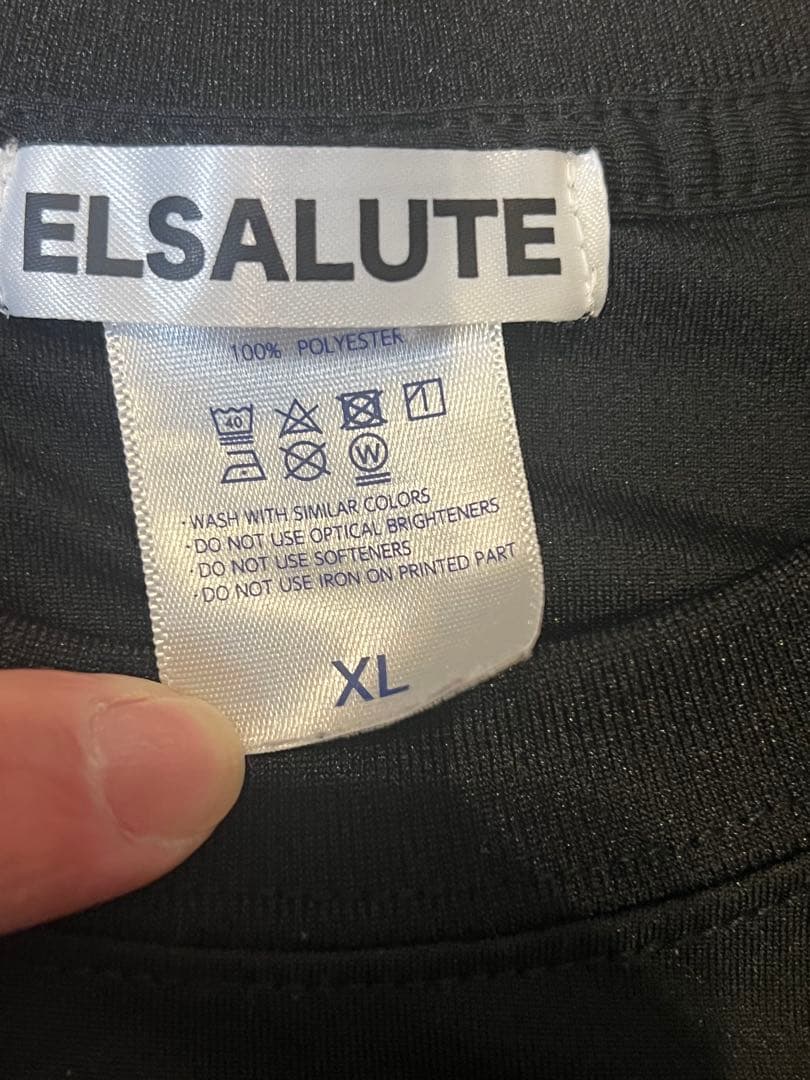 ELSALUTE
100% POLYESTER
40
W
·WASH WITH SIMILAR COLORS
·DO NOT USE OPTICAL BRIGHTENERS
·DO NOT USE SOFTENERS
·DO NOT USE IRON ON PRINTED PART
XL